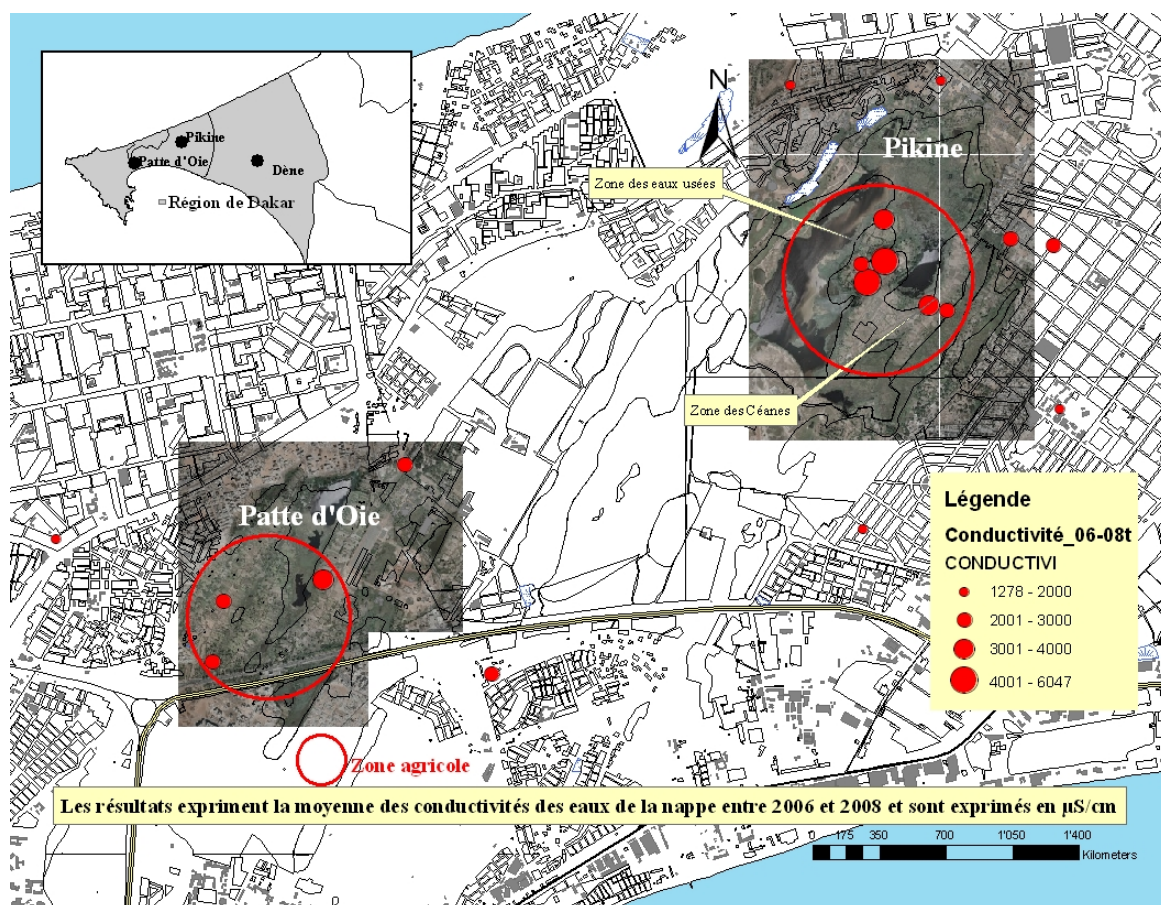 N
Pikine
Patte d'Oie
Dène
Région de Dakar
Pikine
Zone des eaux usées
Zone des Céanes
Patte d'Oie
Légende
Conductivité_06-08t
CONDUCTIVI
1278 - 2000
2001 - 3000
3001 - 4000
4001 - 6047
Zone agricole
Les résultats expriment la moyenne des conductivités des eaux de la nappe entre 2006 et 2008 et sont exprimés en µS/cm
0 175 350 700 1'050 1'400
Kilometers